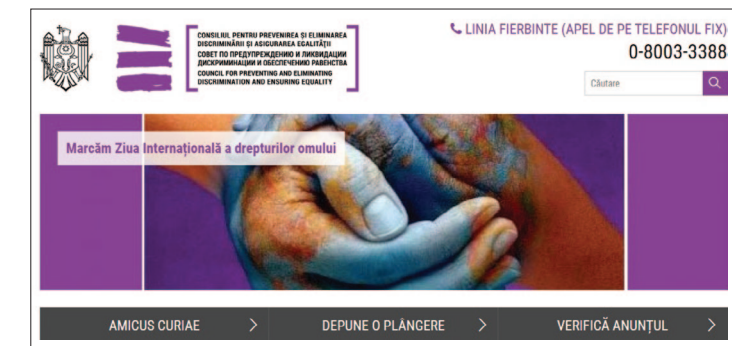 CONSILIUL PENTRU PREVENIREA ȘI ELIMINAREA
DISCRIMINĂRII ȘI ASIGURAREA EGALITĂȚII
СОВЕТ ПО ПРЕДУПРЕЖДЕНИЮ И ЛИКВИДАЦИИ
ДИСКРИМИНАЦИИ И ОБЕСПЕЧЕНИЮ РАВЕНСТВА
COUNCIL FOR PREVENTING AND ELIMINATING
DISCRIMINATION AND ENSURING EQUALITY
LINIA FIERBINTE (APEL DE PE TELEFONUL FIX)
0-8003-3388
Căutare
Marcăm Ziua Internațională a drepturilor omului
AMICUS CURIAE
DEPUNE O PLÂNGERE
VERIFICĂ ANUNȚUL